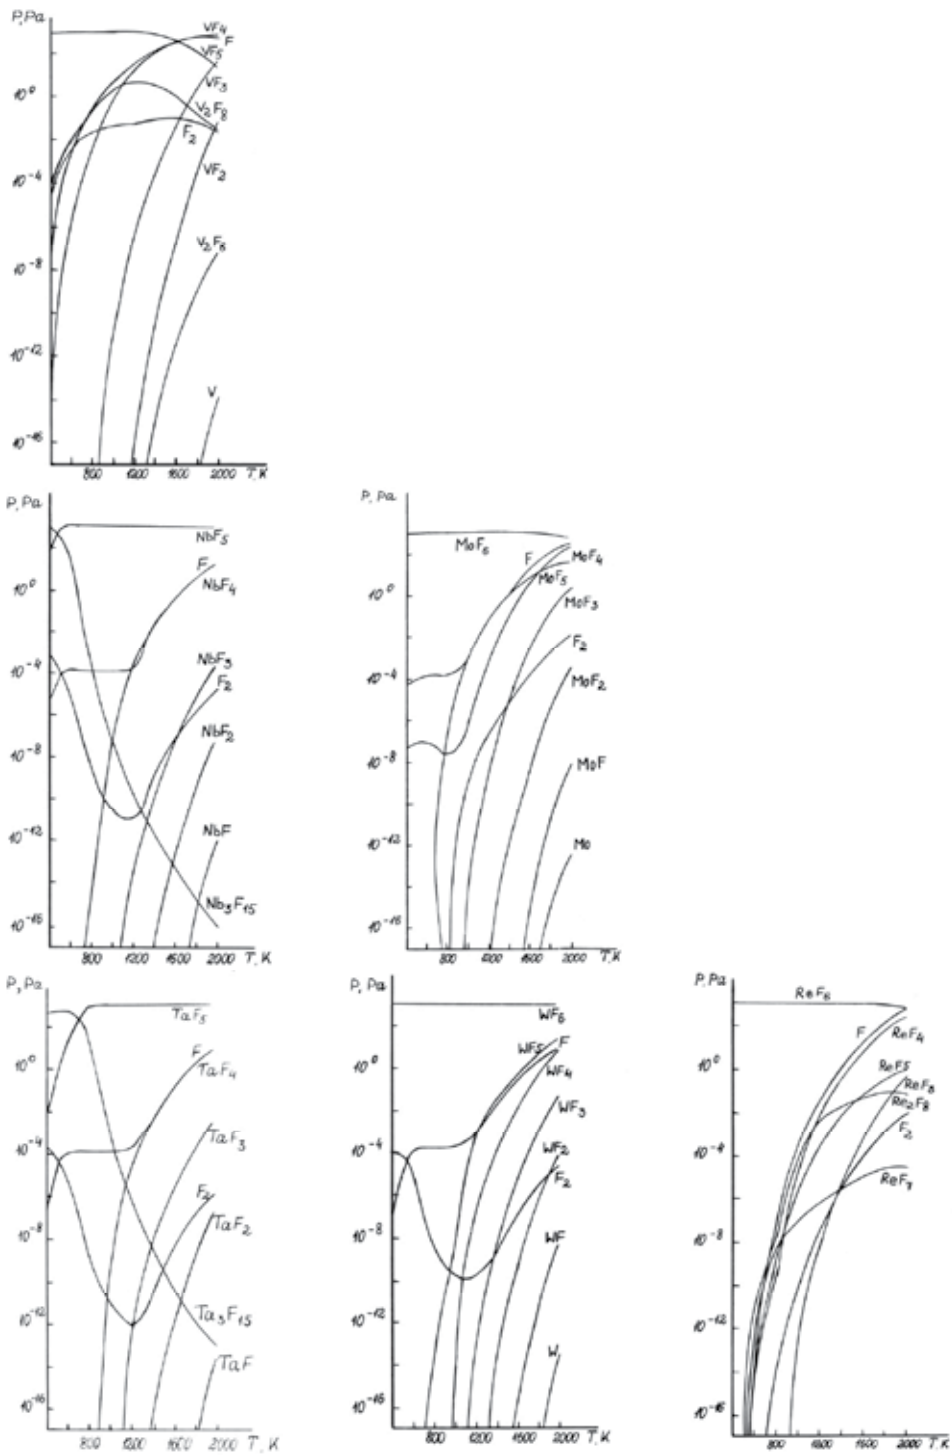 P, Pa
VF4
F
VF5
VF3
10^0
V2F8
F2
10^-4
VF2
V2F6
10^-8
10^-12
V
10^-16
800 1200 1600 2000 T, K
P, Pa
NbF5
F
10^0
NbF4
10^-4
NbF3
F2
10^-8
NbF2
10^-12
NbF
Nb3F15
10^-16
800 1200 1600 2000 T, K
P, Pa
MoF6
F
MoF4
MoF5
10^0
MoF3
F2
10^-4
MoF2
10^-8
MoF
10^-12
Mo
10^-16
800 1200 1600 2000 T, K
P, Pa
TaF5
F
10^0
TaF4
10^-4
TaF3
F2
10^-8
TaF2
10^-12
Ta3F15
TaF
10^-16
800 1200 1600 2000 T, K
P, Pa
WF6
WF5
F
10^0
WF4
WF3
10^-4
WF2
F2
10^-8
WF
10^-12
W
10^-16
800 1200 1600 2000 T, K
P, Pa
ReF6
F
ReF4
10^0
ReF5
ReF3
Re2F8
F2
10^-4
ReF7
10^-8
10^-12
10^-16
800 1200 1600 2000 T, K